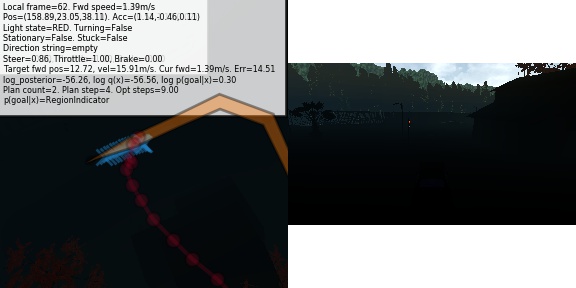 Local frame=62. Fwd speed=1.39m/s
Pos=(158.89,23.05,38.11). Acc=(1.14,-0.46,0.11)
Light state=RED. Turning=False
Stationary=False. Stuck=False
Direction string=empty
Steer=0.86, Throttle=1.00, Brake=0.00
Target fwd pos=12.72, vel=15.91m/s. Cur fwd=1.39m/s. Err=14.51
log_posterior=-56.26, log q(x)=-56.56, log p(goal|x)=0.30
Plan count=2. Plan step=4. Opt steps=9.00
p(goal|x)=RegionIndicator